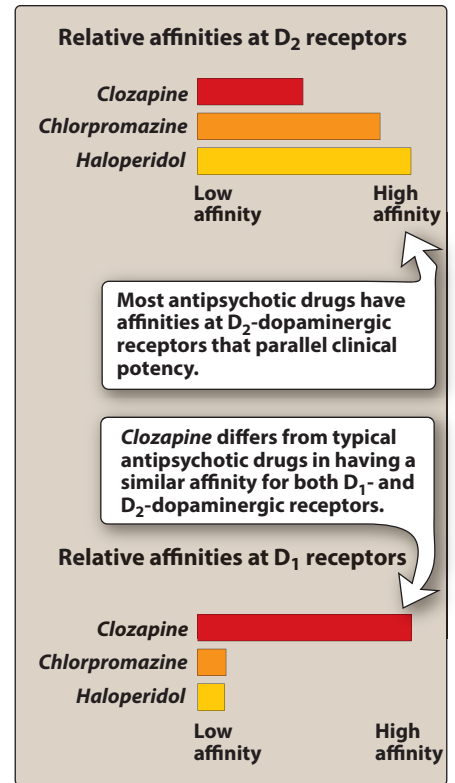 Relative affinities at D₂ receptors
Clozapine
Chlorpromazine
Haloperidol
Low High
affinity affinity
Most antipsychotic drugs have
affinities at D₂-dopaminergic
receptors that parallel clinical
potency.
Clozapine differs from typical
antipsychotic drugs in having a
similar affinity for both D₁- and
D₂-dopaminergic receptors.
Relative affinities at D₁ receptors
Clozapine
Chlorpromazine
Haloperidol
Low High
affinity affinity